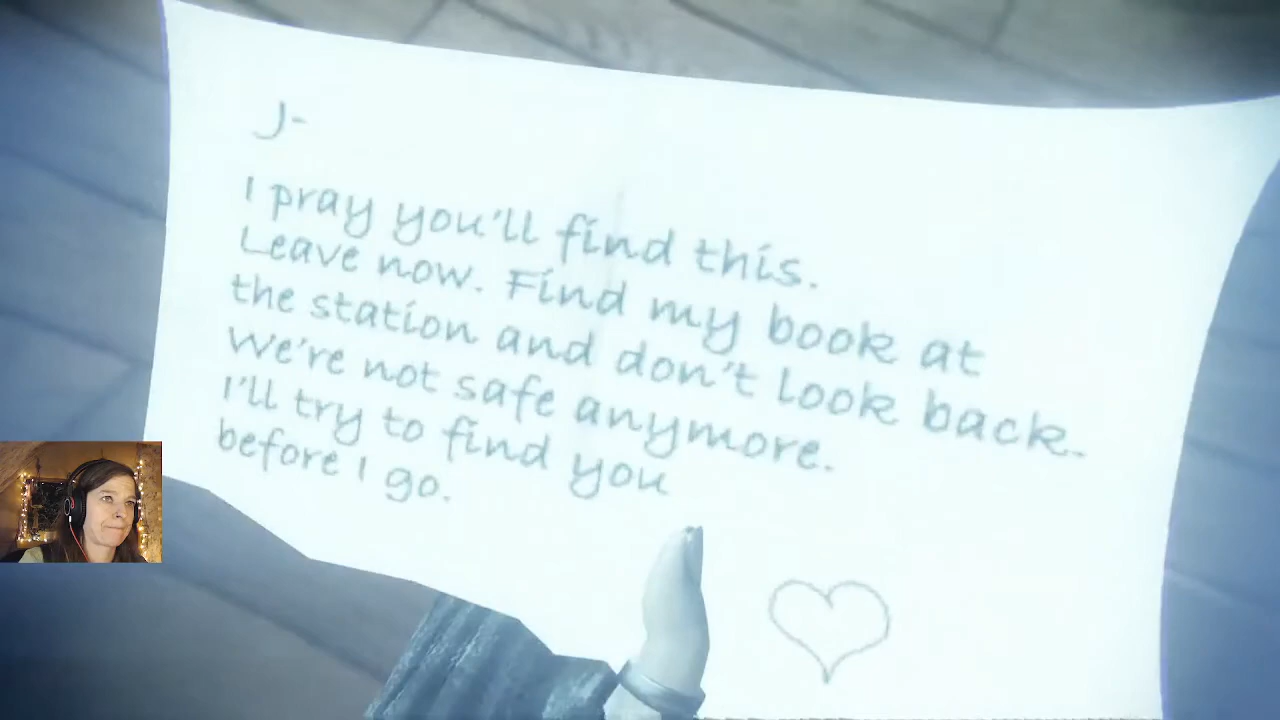 J-
I pray you'll find this.
Leave now. Find my book at
the station and don't look back.
We're not safe anymore.
I'll try to find you
before I go.